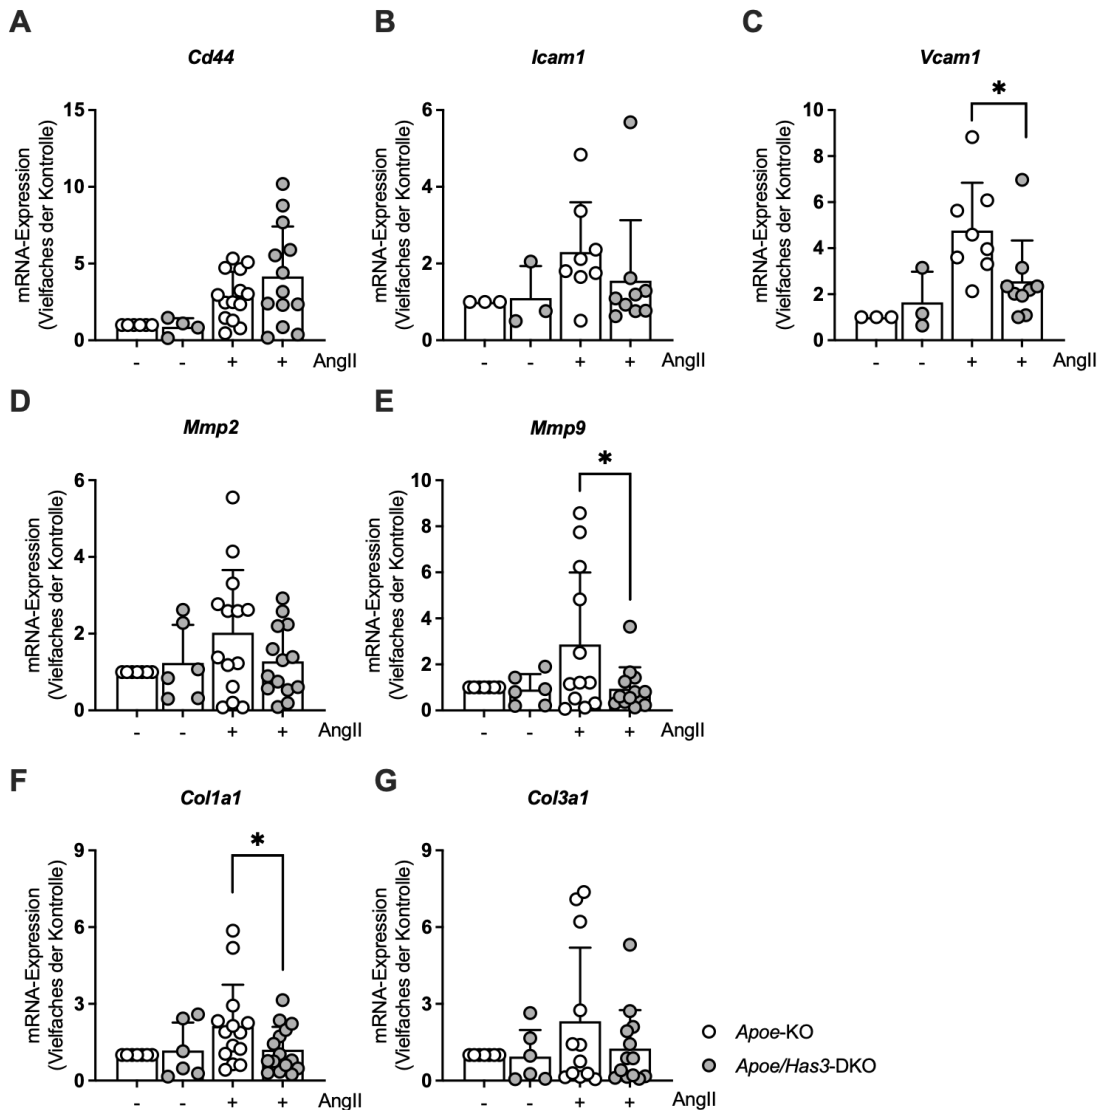 A
Cd44
mRNA-Expression
(Vielfaches der Kontrolle)
15
10
5
0
- - + + AngII
B
Icam1
mRNA-Expression
(Vielfaches der Kontrolle)
6
4
2
0
- - + + AngII
C
Vcam1
mRNA-Expression
(Vielfaches der Kontrolle)
10
8
6
4
2
0
*
- - + + AngII
D
Mmp2
mRNA-Expression
(Vielfaches der Kontrolle)
6
4
2
0
- - + + AngII
E
Mmp9
mRNA-Expression
(Vielfaches der Kontrolle)
10
8
6
4
2
0
*
- - + + AngII
F
Col1a1
mRNA-Expression
(Vielfaches der Kontrolle)
9
6
3
0
*
- - + + AngII
G
Col3a1
mRNA-Expression
(Vielfaches der Kontrolle)
9
6
3
0
- - + + AngII
Apoe-KO
Apoe/Has3-DKO